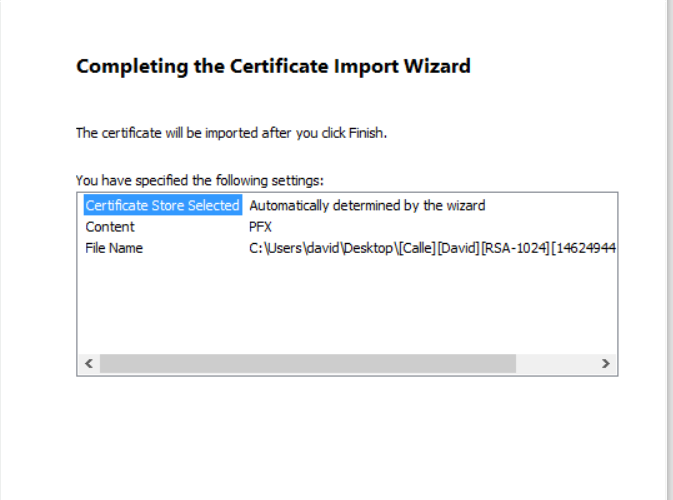 Completing the Certificate Import Wizard
The certificate will be imported after you click Finish.
You have specified the following settings:
Certificate Store Selected Automatically determined by the wizard
Content PFX
File Name C:\Users\david\Desktop\[Calle][David][RSA-1024][14624944